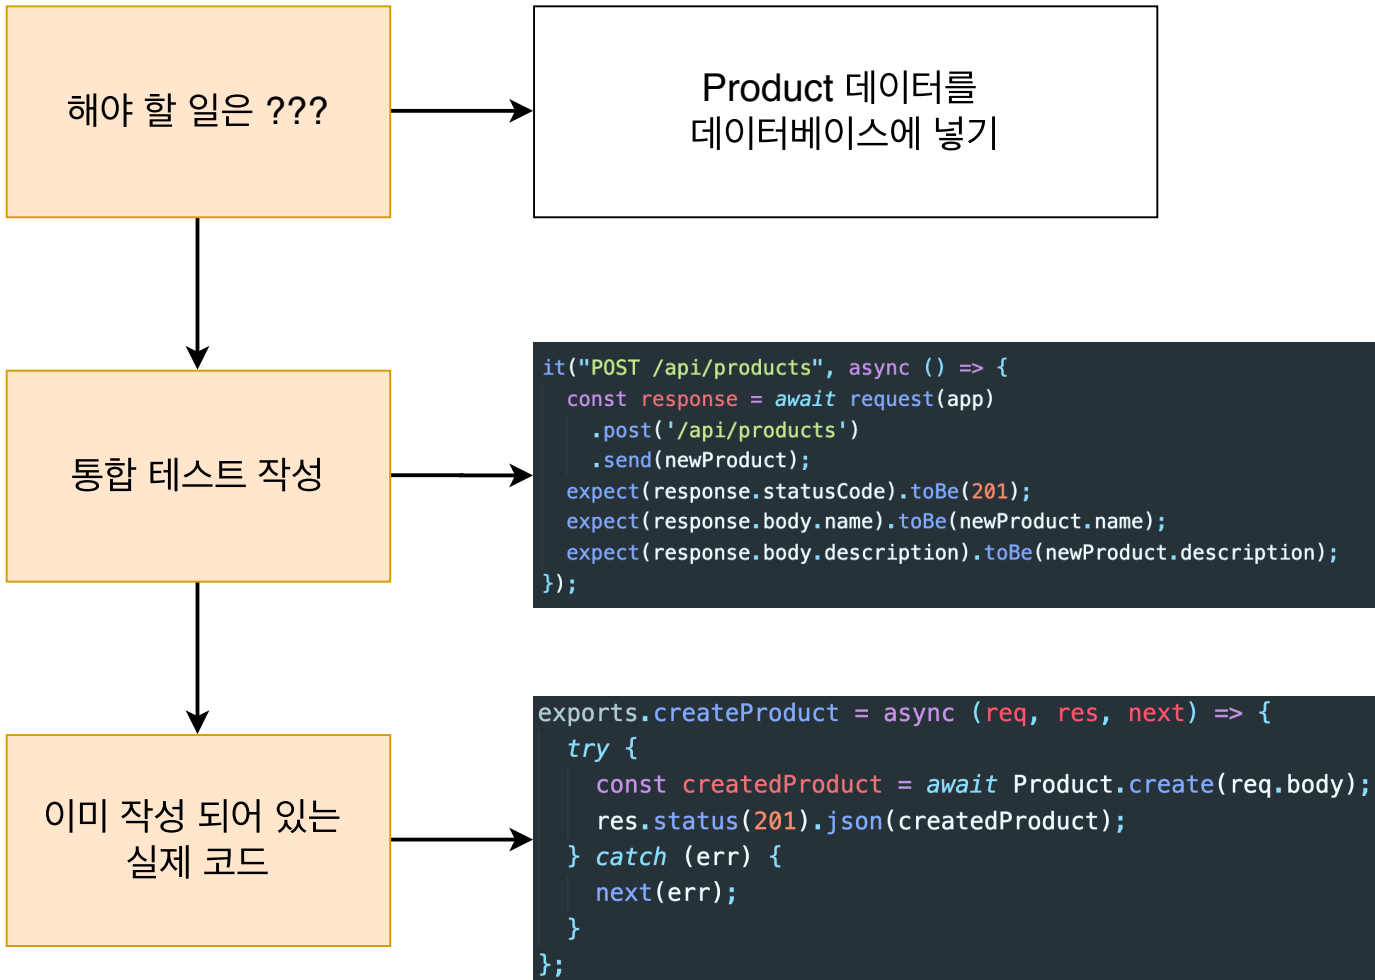 해야 할 일은 ???
Product 데이터를
데이터베이스에 넣기
통합 테스트 작성
it("POST /api/products", async () => {
  const response = await request(app)
    .post('/api/products')
    .send(newProduct);
  expect(response.statusCode).toBe(201);
  expect(response.body.name).toBe(newProduct.name);
  expect(response.body.description).toBe(newProduct.description);
});
이미 작성 되어 있는
실제 코드
exports.createProduct = async (req, res, next) => {
  try {
    const createdProduct = await Product.create(req.body);
    res.status(201).json(createdProduct);
  } catch (err) {
    next(err);
  }
};